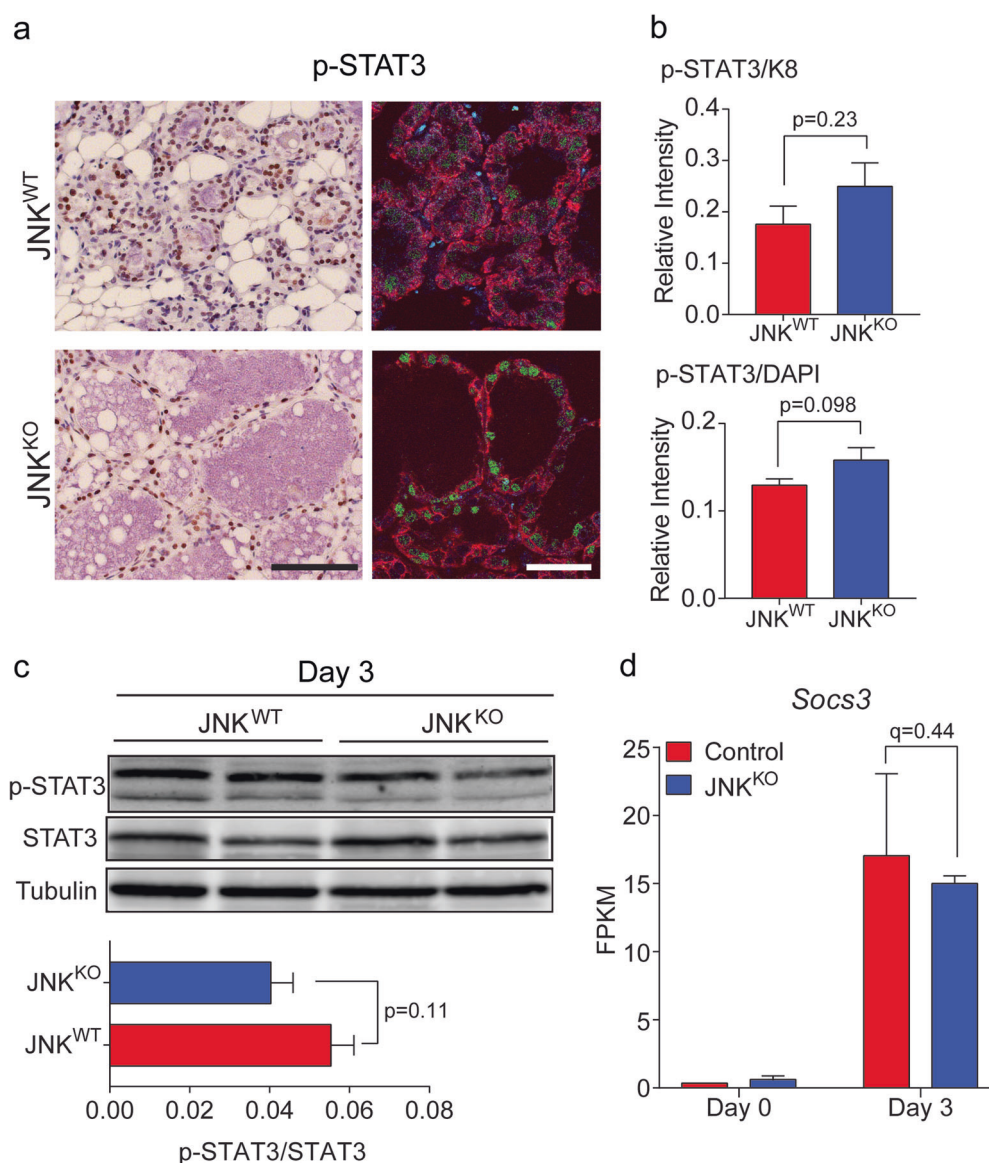 a
p-STAT3
JNK^WT
JNK^KO
b
p-STAT3/K8
0.4
0.3
0.2
0.1
0.0
Relative Intensity
p=0.23
JNK^WT JNK^KO
p-STAT3/DAPI
0.2
0.1
0.0
Relative Intensity
p=0.098
JNK^WT JNK^KO
c
Day 3
JNK^WT JNK^KO
p-STAT3
STAT3
Tubulin
JNK^KO
JNK^WT
p=0.11
0.00 0.02 0.04 0.06 0.08
p-STAT3/STAT3
d
Socs3
Control
JNK^KO
q=0.44
25
20
15
10
5
0
FPKM
Day 0 Day 3